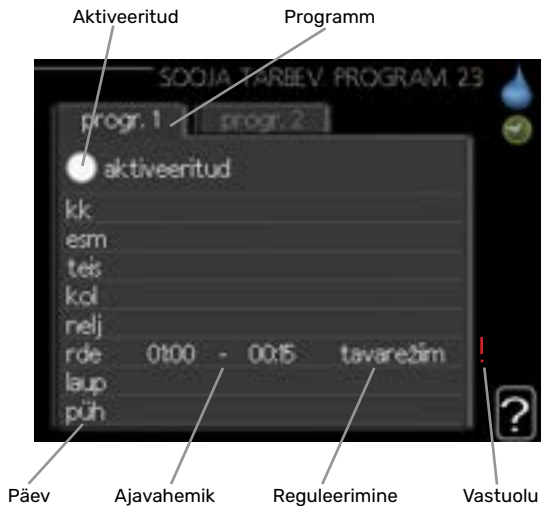 Aktiveeritud Programm
SOOJA TARBEV. PROGRAM. 2.3
progr. 1 progr. 2
aktiveeritud
kk
esm
teis
kol
nelj
rde 01:00 - 00:15 tavarežiim !
laup
püh
?
Päev Ajavahemik Reguleerimine Vastuolu